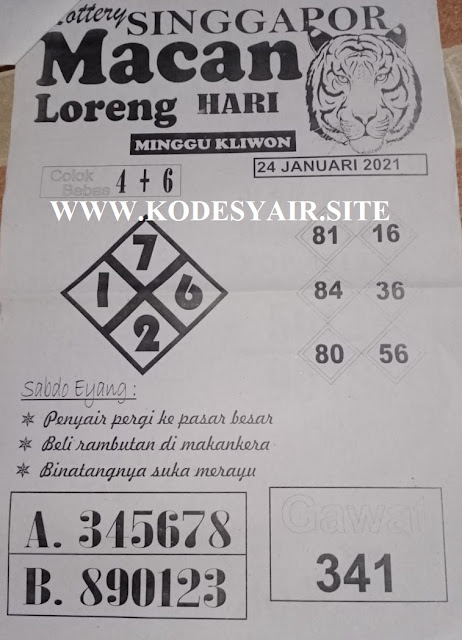 Lottery SINGGAPOR
Macan
Loreng HARI
MINGGU KLIWON
24 JANUARI 2021
Colok Bebas 4 + 6
WWW.KODESYAIR.SITE
7
1 6
2
81 16
84 36
80 56
Sabdo Eyang :
Penyair pergi ke pasar besar
Beli rambutan di makankera
Binatangnya suka merayu
A. 345678
B. 890123
Gawat
341